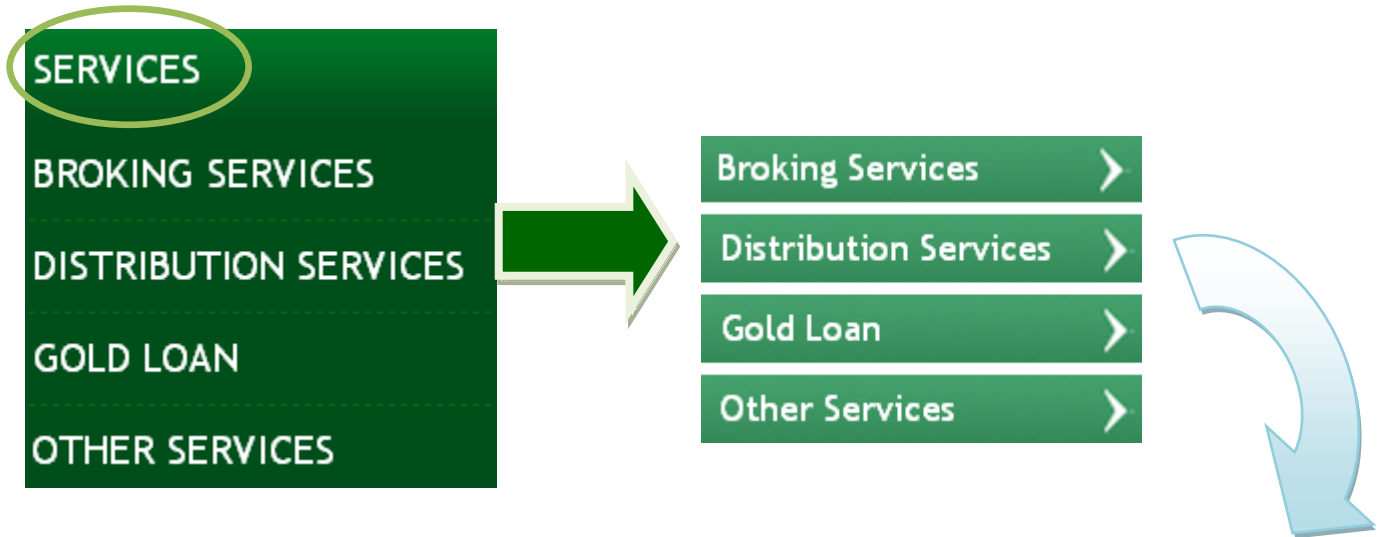 SERVICES
BROKING SERVICES
DISTRIBUTION SERVICES
GOLD LOAN
OTHER SERVICES
Broking Services
Distribution Services
Gold Loan
Other Services